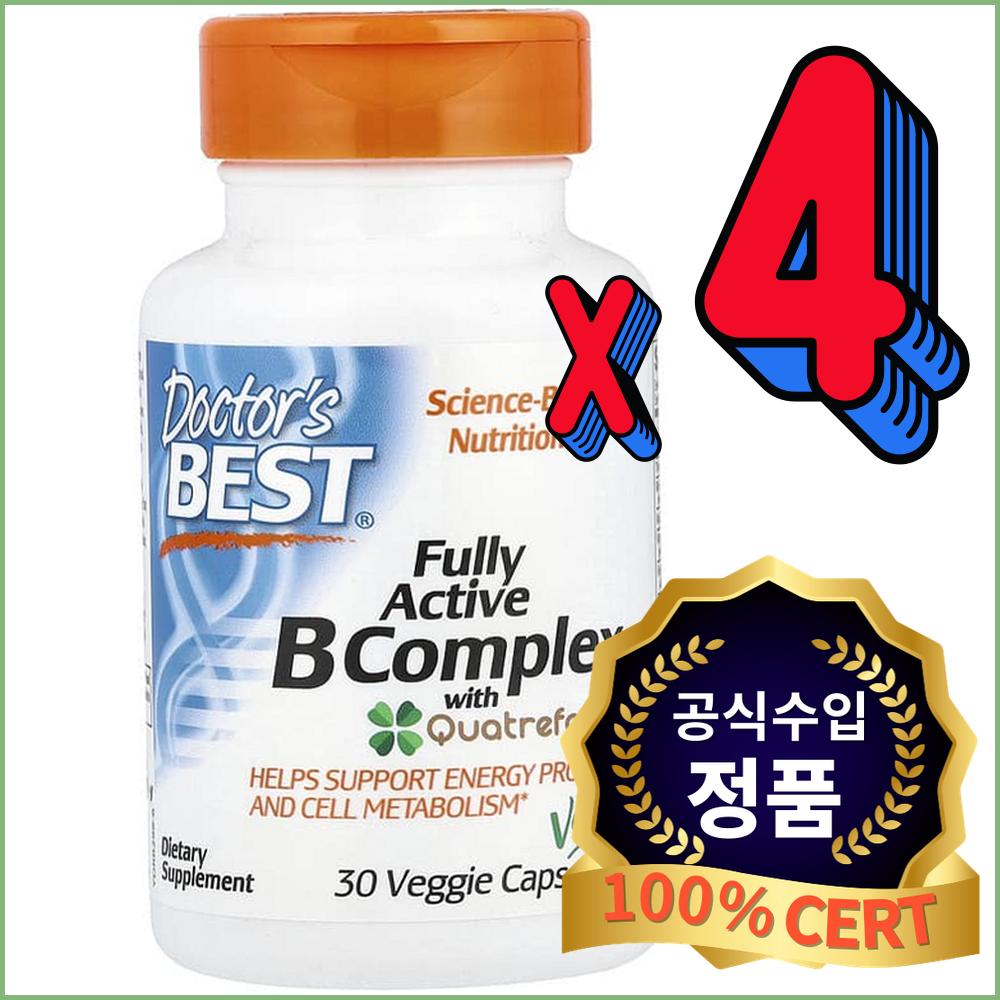 x 4
Doctor's
BEST®
Science-B
Nutrition
Fully
Active
B Complex
with
Quatrefo
HELPS SUPPORT ENERGY PRO
AND CELL METABOLISM*
Dietary
Supplement
30 Veggie Caps
공식수입
정품
100% CERT